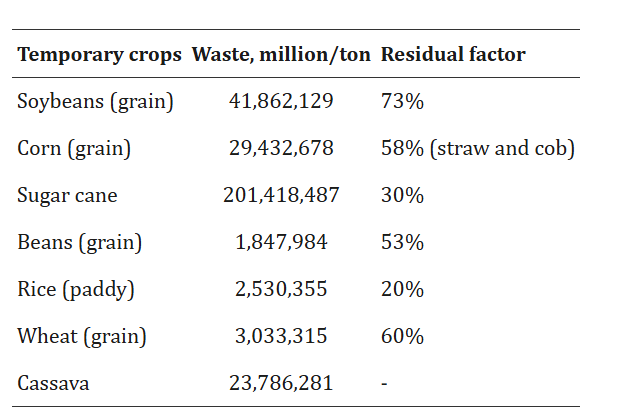 Temporary crops Waste, million/ton Residual factor
Soybeans (grain) 41,862,129 73%
Corn (grain) 29,432,678 58% (straw and cob)
Sugar cane 201,418,487 30%
Beans (grain) 1,847,984 53%
Rice (paddy) 2,530,355 20%
Wheat (grain) 3,033,315 60%
Cassava 23,786,281 -